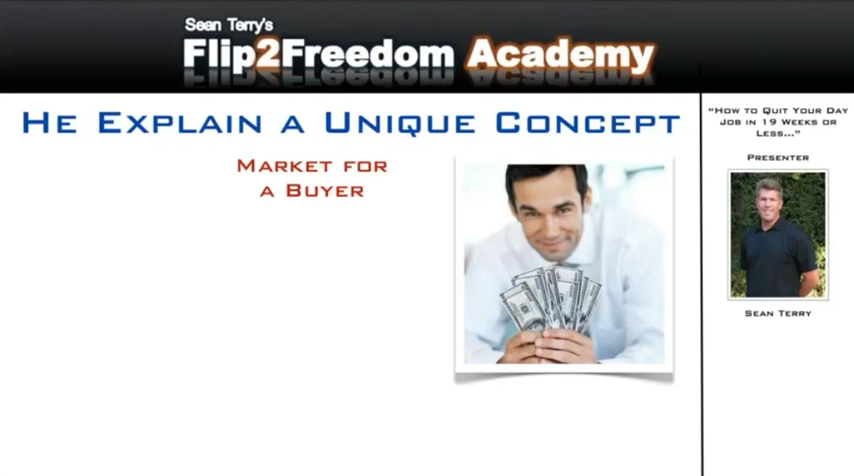 Sean Terry's
Flip2Freedom Academy
He Explain a Unique Concept
Market for
a Buyer
"How to Quit Your Day
Job in 19 Weeks or
Less..."
Presenter
Sean Terry